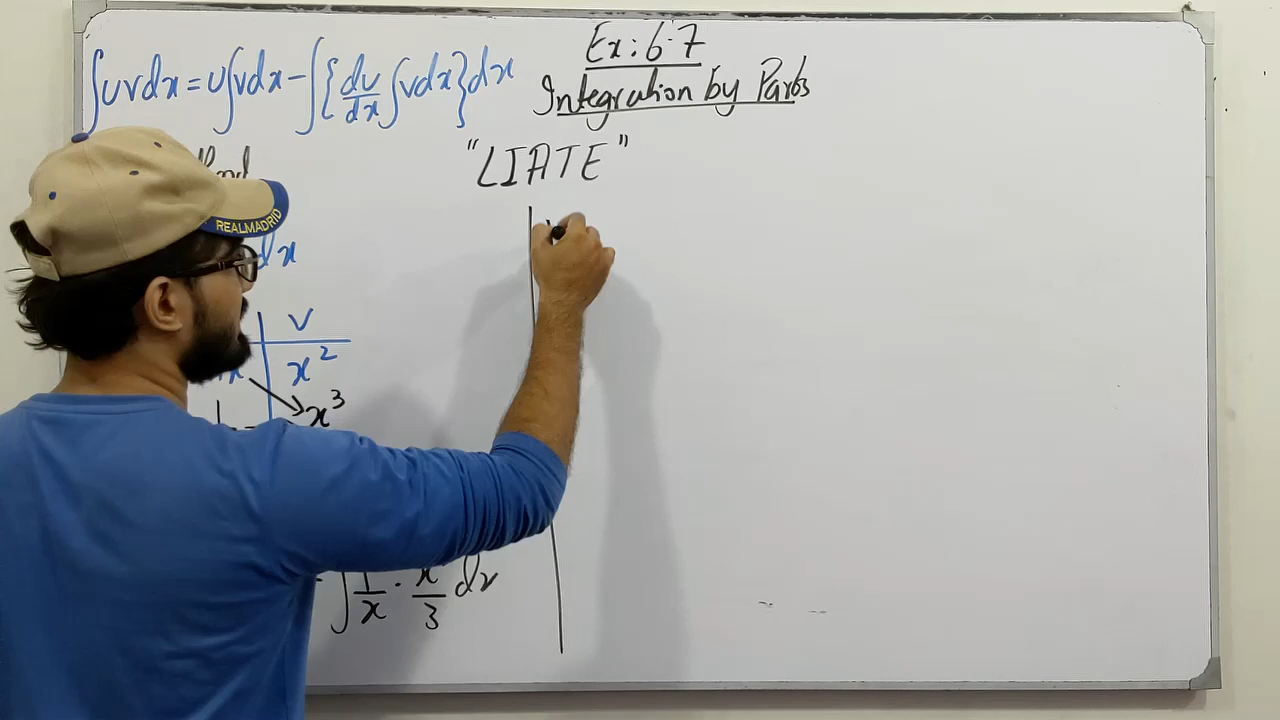 Ex: 6.7
∫uvdx = u∫vdx - ∫{du/dx ∫vdx}dx
Integration by Parts
"LIATE"
REALMADRID
dx
v
x²
x³
∫1/x · x/3 dx